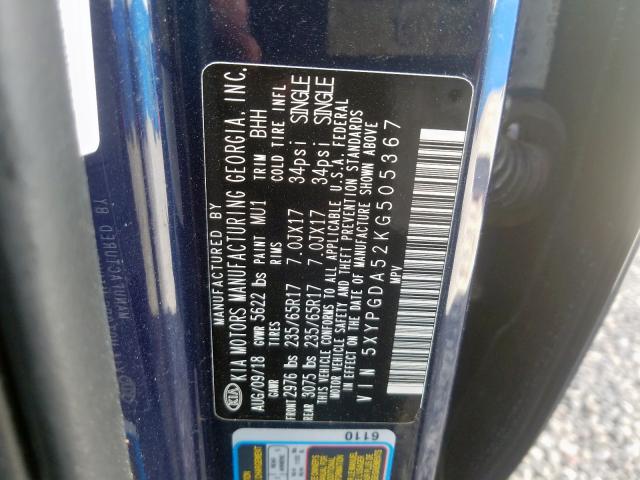 MANUFACTURED BY
KIA KIA MOTORS MANUFACTURING GEORGIA, INC.
AUG/09/18 GVWR 5622 lbs PAINT MU1 TRIM BHH
GAWR TIRES RIMS COLD TIRE INFL
FRONT 2976 lbs 235/65R17 7.0JX17 34psi SINGLE
REAR 3075 lbs 235/65R17 7.0JX17 34psi SINGLE
THIS VEHICLE CONFORMS TO ALL APPLICABLE U.S.A. FEDERAL
MOTOR VEHICLE SAFETY AND THEFT PREVENTION STANDARDS
IN EFFECT ON THE DATE OF MANUFACTURE SHOWN ABOVE
VIN 5XYPGDA52KG505367
MPV
6110